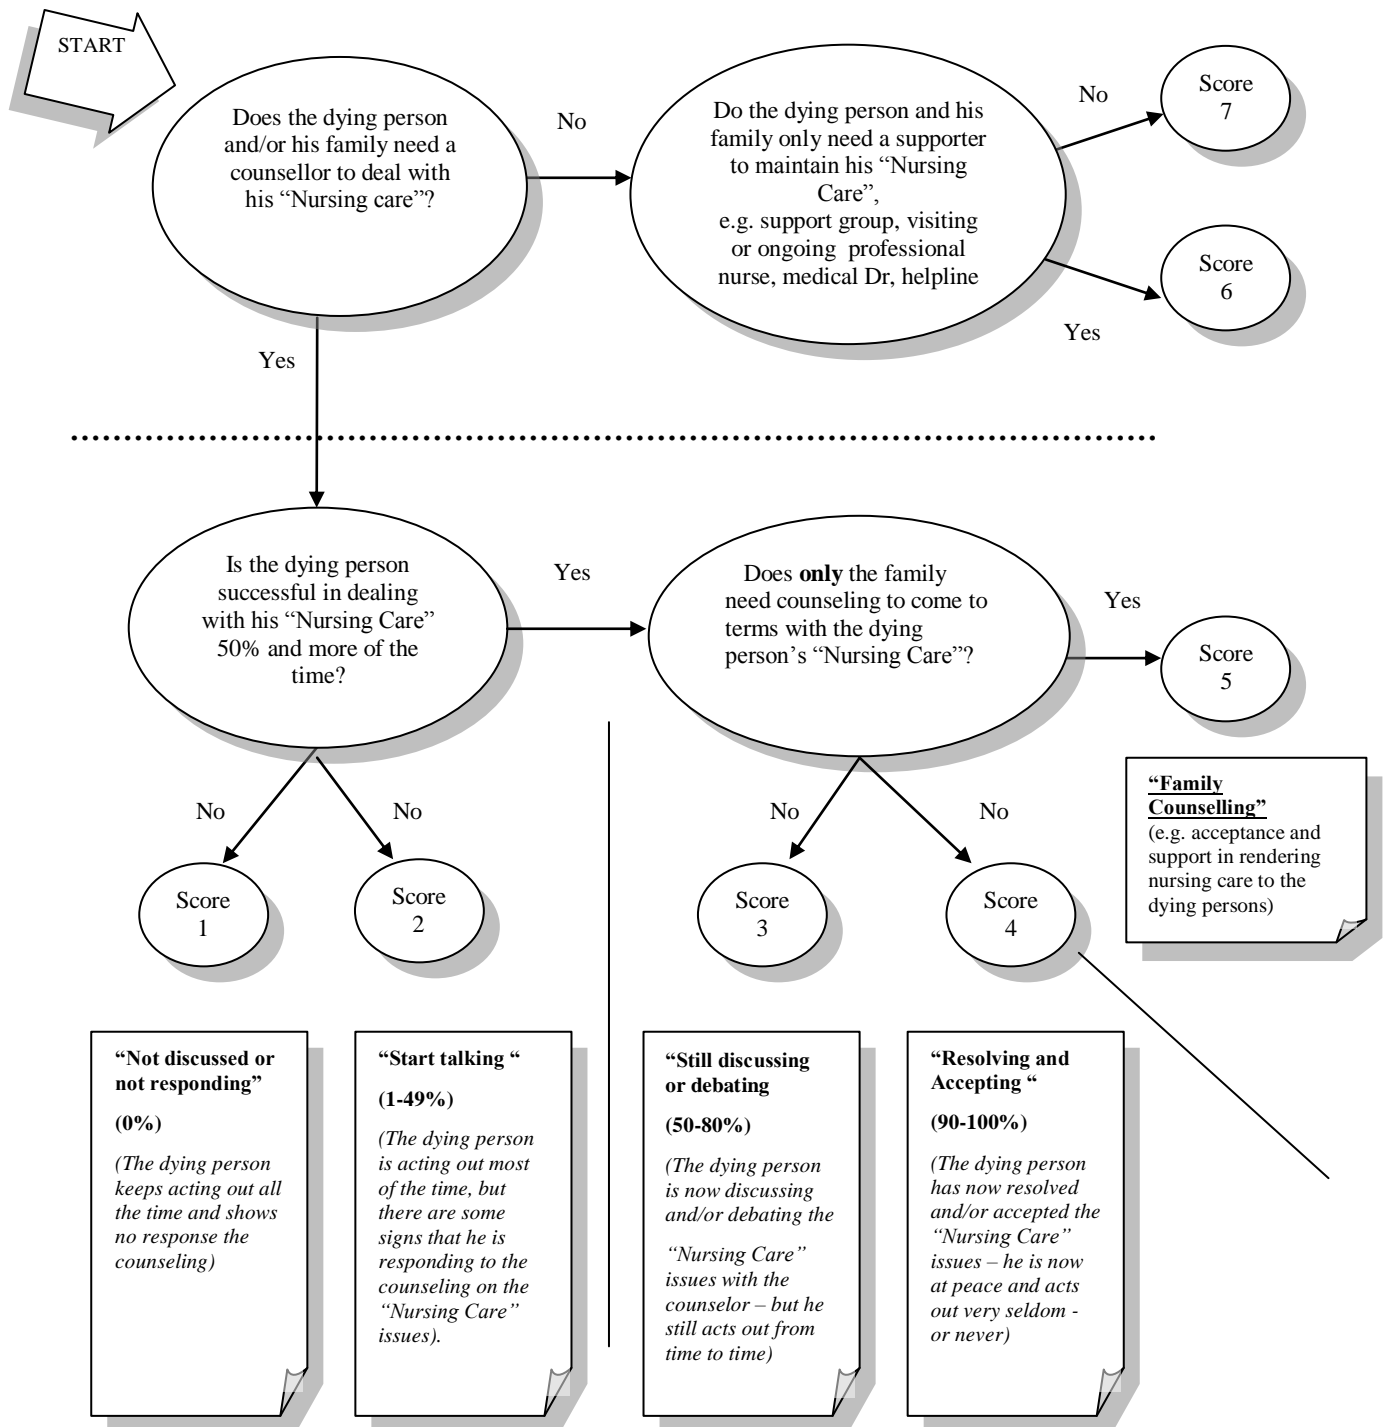 START
Does the dying person
and/or his family need a
counsellor to deal with
his “Nursing care”?
No
Do the dying person and his
family only need a supporter
to maintain his “Nursing
Care”,
e.g. support group, visiting
or ongoing professional
nurse, medical Dr, helpline
No
Score
7
Score
6
Yes
Yes
Is the dying person
successful in dealing
with his “Nursing Care”
50% and more of the
time?
Yes
Does only the family
need counseling to come to
terms with the dying
person’s “Nursing Care”?
Yes
Score
5
“Family
Counselling”
(e.g. acceptance and
support in rendering
nursing care to the
dying persons)
No
No
No
No
Score
1
Score
2
Score
3
Score
4
“Not discussed or
not responding”
(0%)
(The dying person
keeps acting out all
the time and shows
no response the
counseling)
“Start talking “
(1-49%)
(The dying person
is acting out most
of the time, but
there are some
signs that he is
responding to the
counseling on the
“Nursing Care”
issues).
“Still discussing
or debating
(50-80%)
(The dying person
is now discussing
and/or debating the
“Nursing Care”
issues with the
counselor – but he
still acts out from
time to time)
“Resolving and
Accepting “
(90-100%)
(The dying person
has now resolved
and/or accepted the
“Nursing Care”
issues – he is now
at peace and acts
out very seldom -
or never)